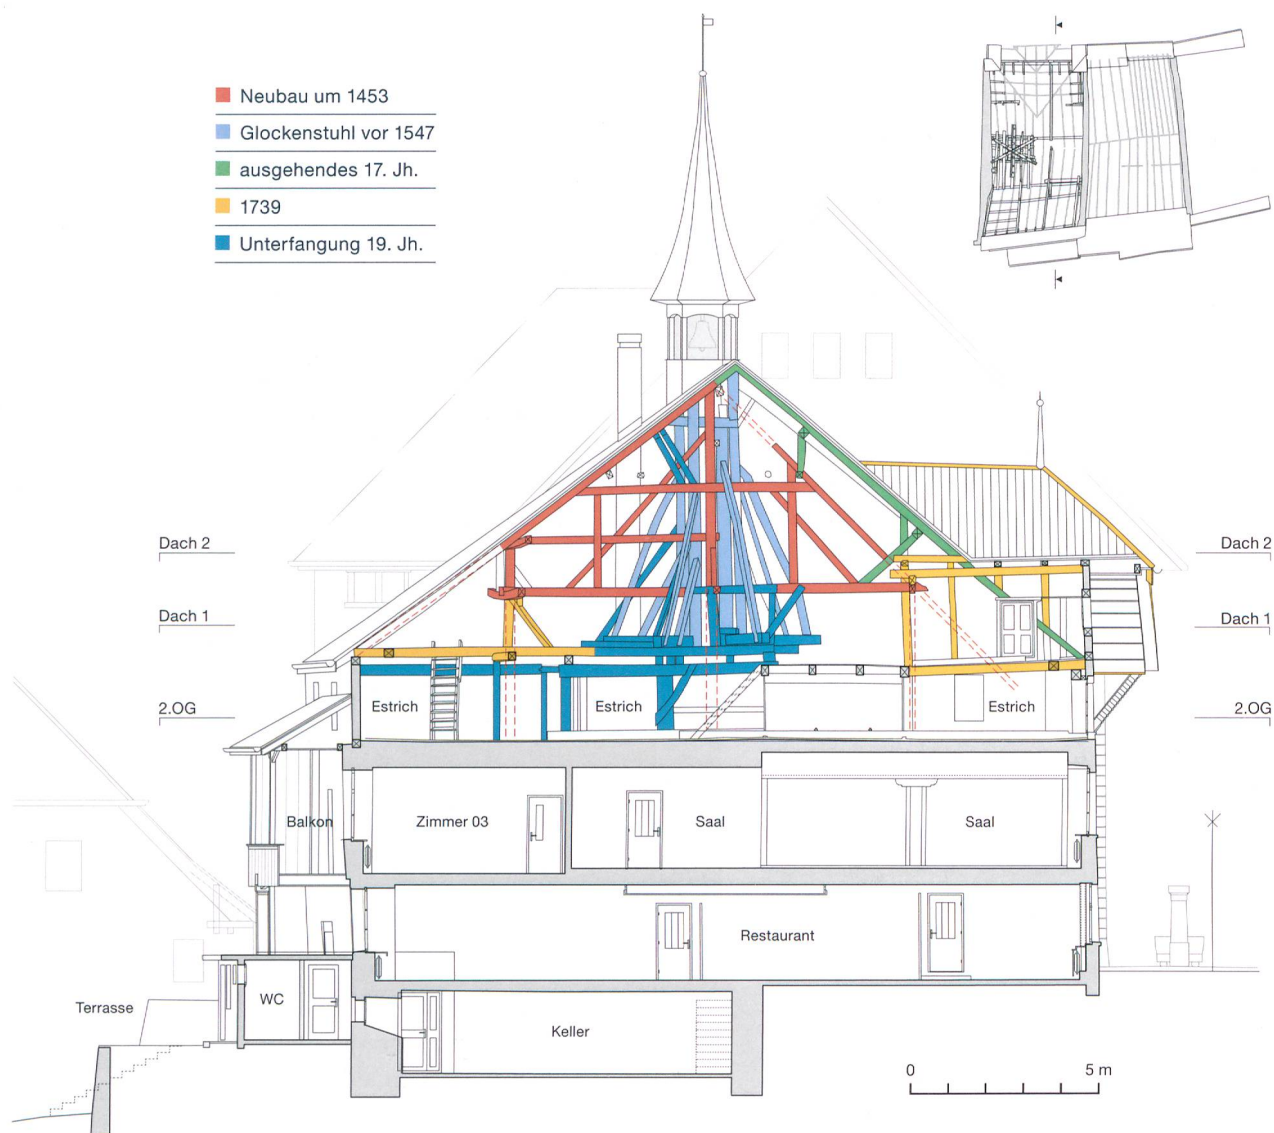 Neubau um 1453
Glockenstuhl vor 1547
ausgehendes 17. Jh.
1739
Unterfangung 19. Jh.
Dach 2
Dach 2
Dach 1
Dach 1
2.OG
2.OG
Estrich
Estrich
Estrich
Balkon
Zimmer 03
Saal
Saal
Restaurant
Terrasse
WC
Keller
0
5 m